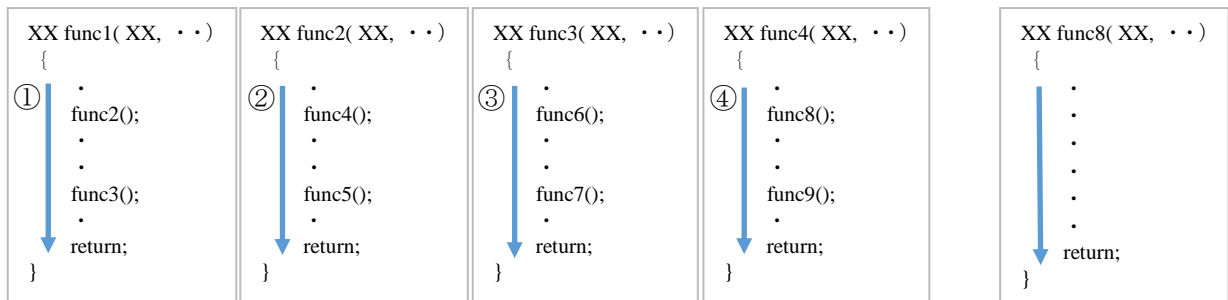 XX func1( XX, ・・)
{
①
・
func2();
・
・
func3();
・
return;
}
XX func2( XX, ・・)
{
②
・
func4();
・
・
func5();
・
return;
}
XX func3( XX, ・・)
{
③
・
func6();
・
・
func7();
・
return;
}
XX func4( XX, ・・)
{
④
・
func8();
・
・
func9();
・
return;
}
XX func8( XX, ・・)
{
・
・
・
・
・
・
return;
}